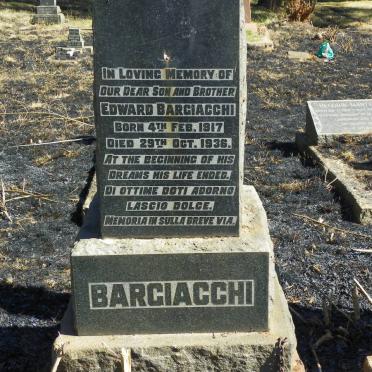 IN LOVING MEMORY OF
OUR DEAR SON AND BROTHER
EDWARD BARGIACCHI
BORN 4TH FEB. 1917
DIED 29TH OCT. 1936.
AT THE BEGINNING OF HIS
DREAMS HIS LIFE ENDED.
DI OTTIME DOTI ADORNO
LASCIO DOLCE.
MEMORIA IN SULLA BREVE VIA.
BARGIACCHI